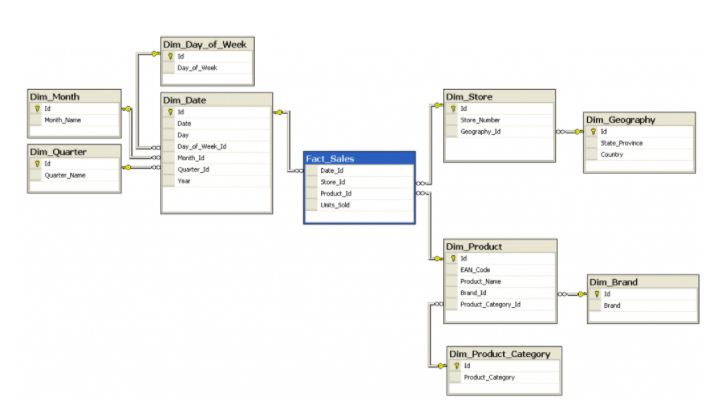 Dim_Day_of_Week
Id
Day_of_Week
Dim_Month
Id
Month_Name
Dim_Quarter
Id
Quarter_Name
Dim_Date
Id
Date
Day
Day_of_Week_Id
Month_Id
Quarter_Id
Year
Fact_Sales
Date_Id
Store_Id
Product_Id
Units_Sold
Dim_Store
Id
Store_Number
Geography_Id
Dim_Geography
Id
State_Province
Country
Dim_Product
Id
EAN_Code
Product_Name
Brand_Id
Product_Category_Id
Dim_Brand
Id
Brand
Dim_Product_Category
Id
Product_Category